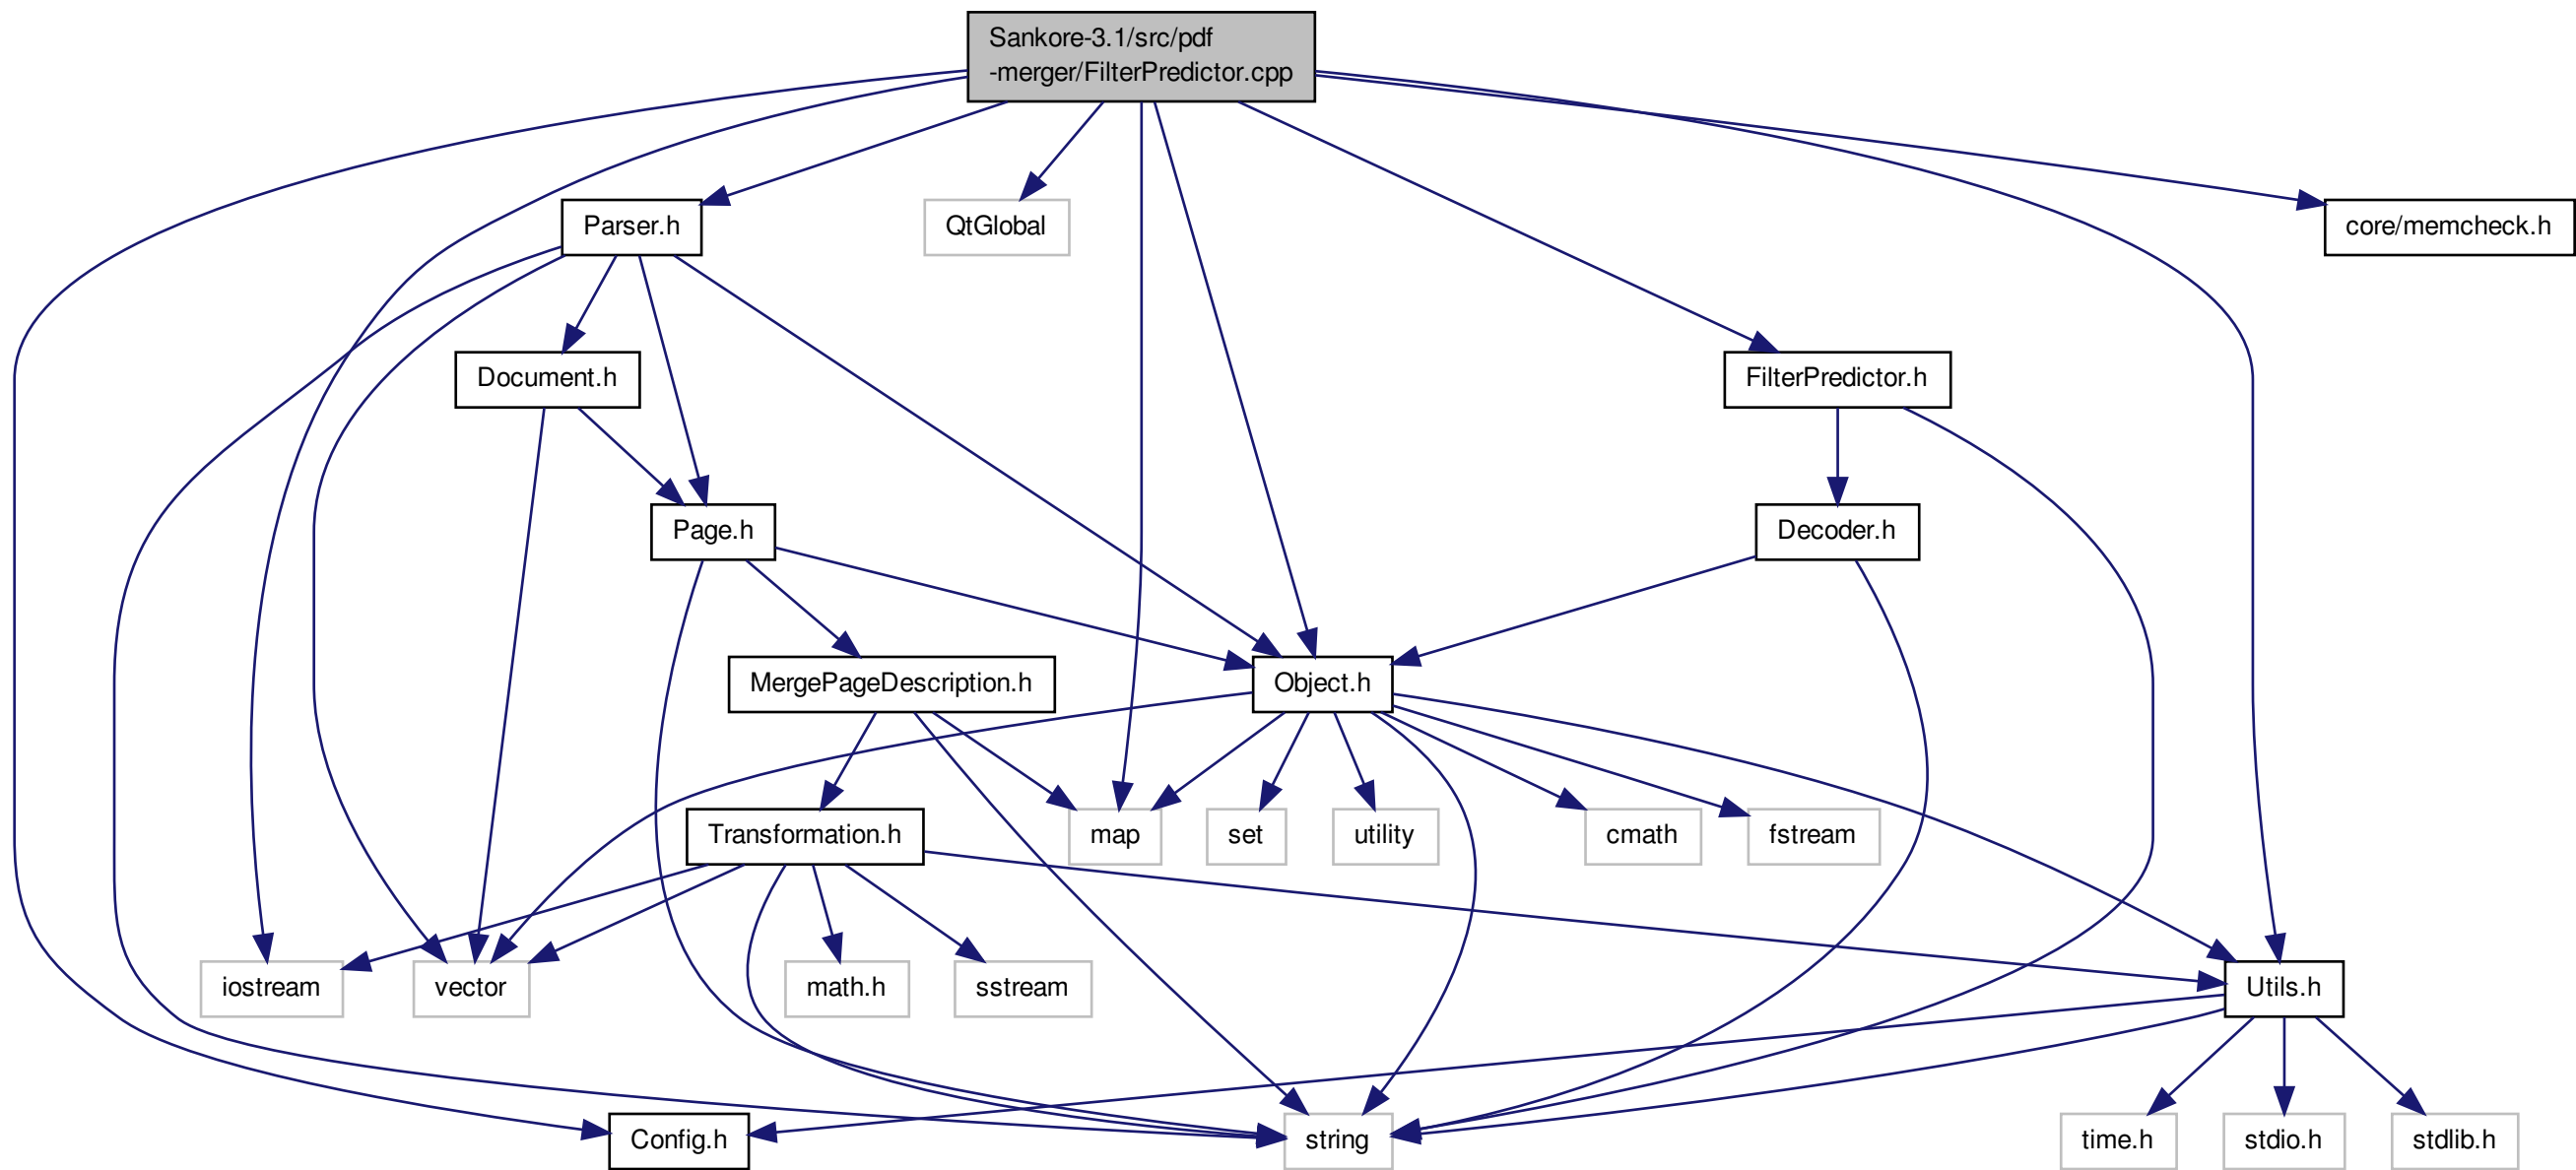 Sankore-3.1/src/pdf
-merger/FilterPredictor.cpp
Parser.h
QtGlobal
core/memcheck.h
Document.h
FilterPredictor.h
Page.h
Decoder.h
MergePageDescription.h
Object.h
Transformation.h
map
set
utility
cmath
fstream
iostream
vector
math.h
sstream
Utils.h
Config.h
string
time.h
stdio.h
stdlib.h